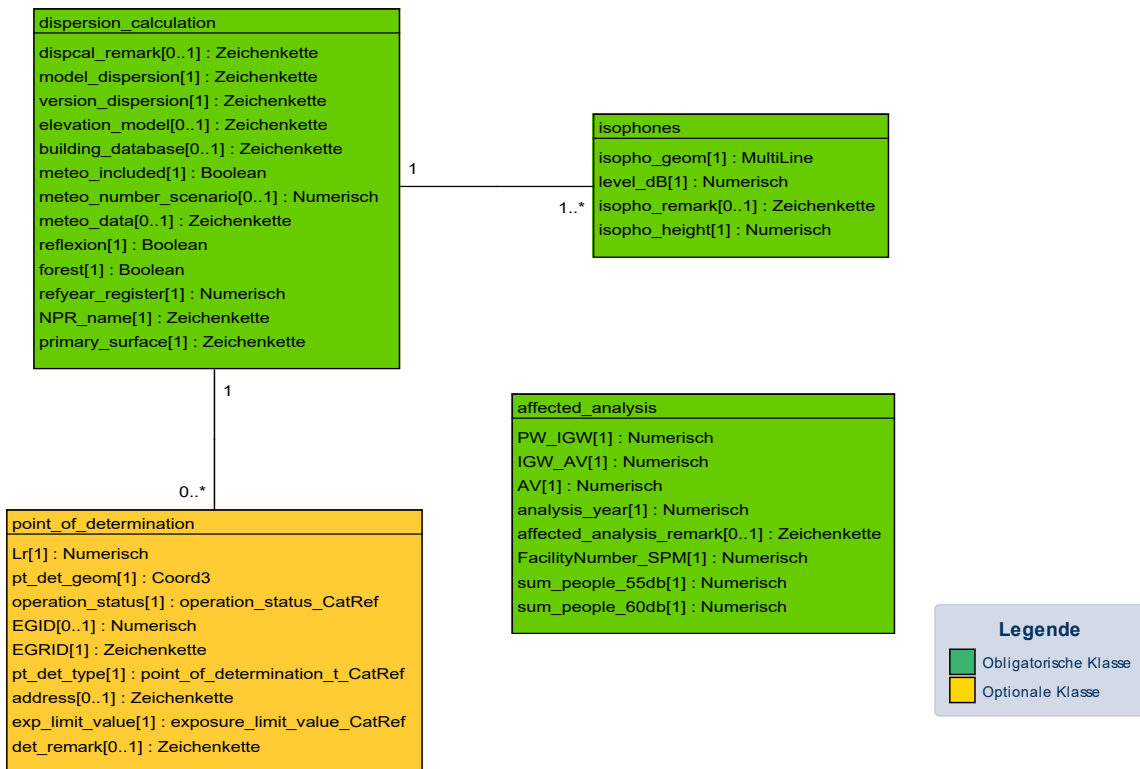 dispersion_calculation
dispcal_remark[0..1] : Zeichenkette
model_dispersion[1] : Zeichenkette
version_dispersion[1] : Zeichenkette
elevation_model[0..1] : Zeichenkette
building_database[0..1] : Zeichenkette
meteo_included[1] : Boolean
meteo_number_scenario[0..1] : Numerisch
meteo_data[0..1] : Zeichenkette
reflexion[1] : Boolean
forest[1] : Boolean
refyear_register[1] : Numerisch
NPR_name[1] : Zeichenkette
primary_surface[1] : Zeichenkette
1
1..*
isophones
isopho_geom[1] : MultiLine
level_dB[1] : Numerisch
isopho_remark[0..1] : Zeichenkette
isopho_height[1] : Numerisch
1
0..*
point_of_determination
Lr[1] : Numerisch
pt_det_geom[1] : Coord3
operation_status[1] : operation_status_CatRef
EGID[0..1] : Numerisch
EGRID[1] : Zeichenkette
pt_det_type[1] : point_of_determination_t_CatRef
address[0..1] : Zeichenkette
exp_limit_value[1] : exposure_limit_value_CatRef
det_remark[0..1] : Zeichenkette
affected_analysis
PW_IGW[1] : Numerisch
IGW_AV[1] : Numerisch
AV[1] : Numerisch
analysis_year[1] : Numerisch
affected_analysis_remark[0..1] : Zeichenkette
FacilityNumber_SPM[1] : Numerisch
sum_people_55db[1] : Numerisch
sum_people_60db[1] : Numerisch
Legende
Obligatorische Klasse
Optionale Klasse